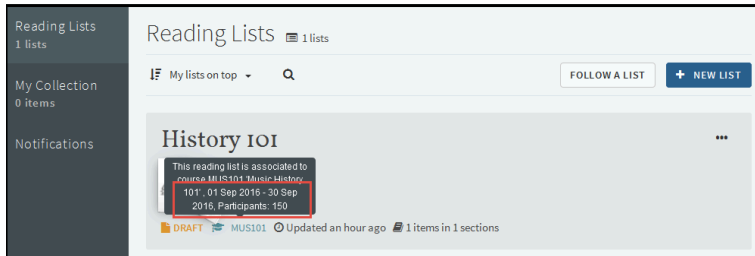 Reading Lists
1 lists
My Collection
0 items
Notifications
Reading Lists 1 lists
My lists on top
FOLLOW A LIST
+ NEW LIST
History 101
•••
This reading list is associated to
course MUS101 'Music History
101', 01 Sep 2016 - 30 Sep
2016, Participants: 150
DRAFT MUS101 Updated an hour ago 1 items in 1 sections